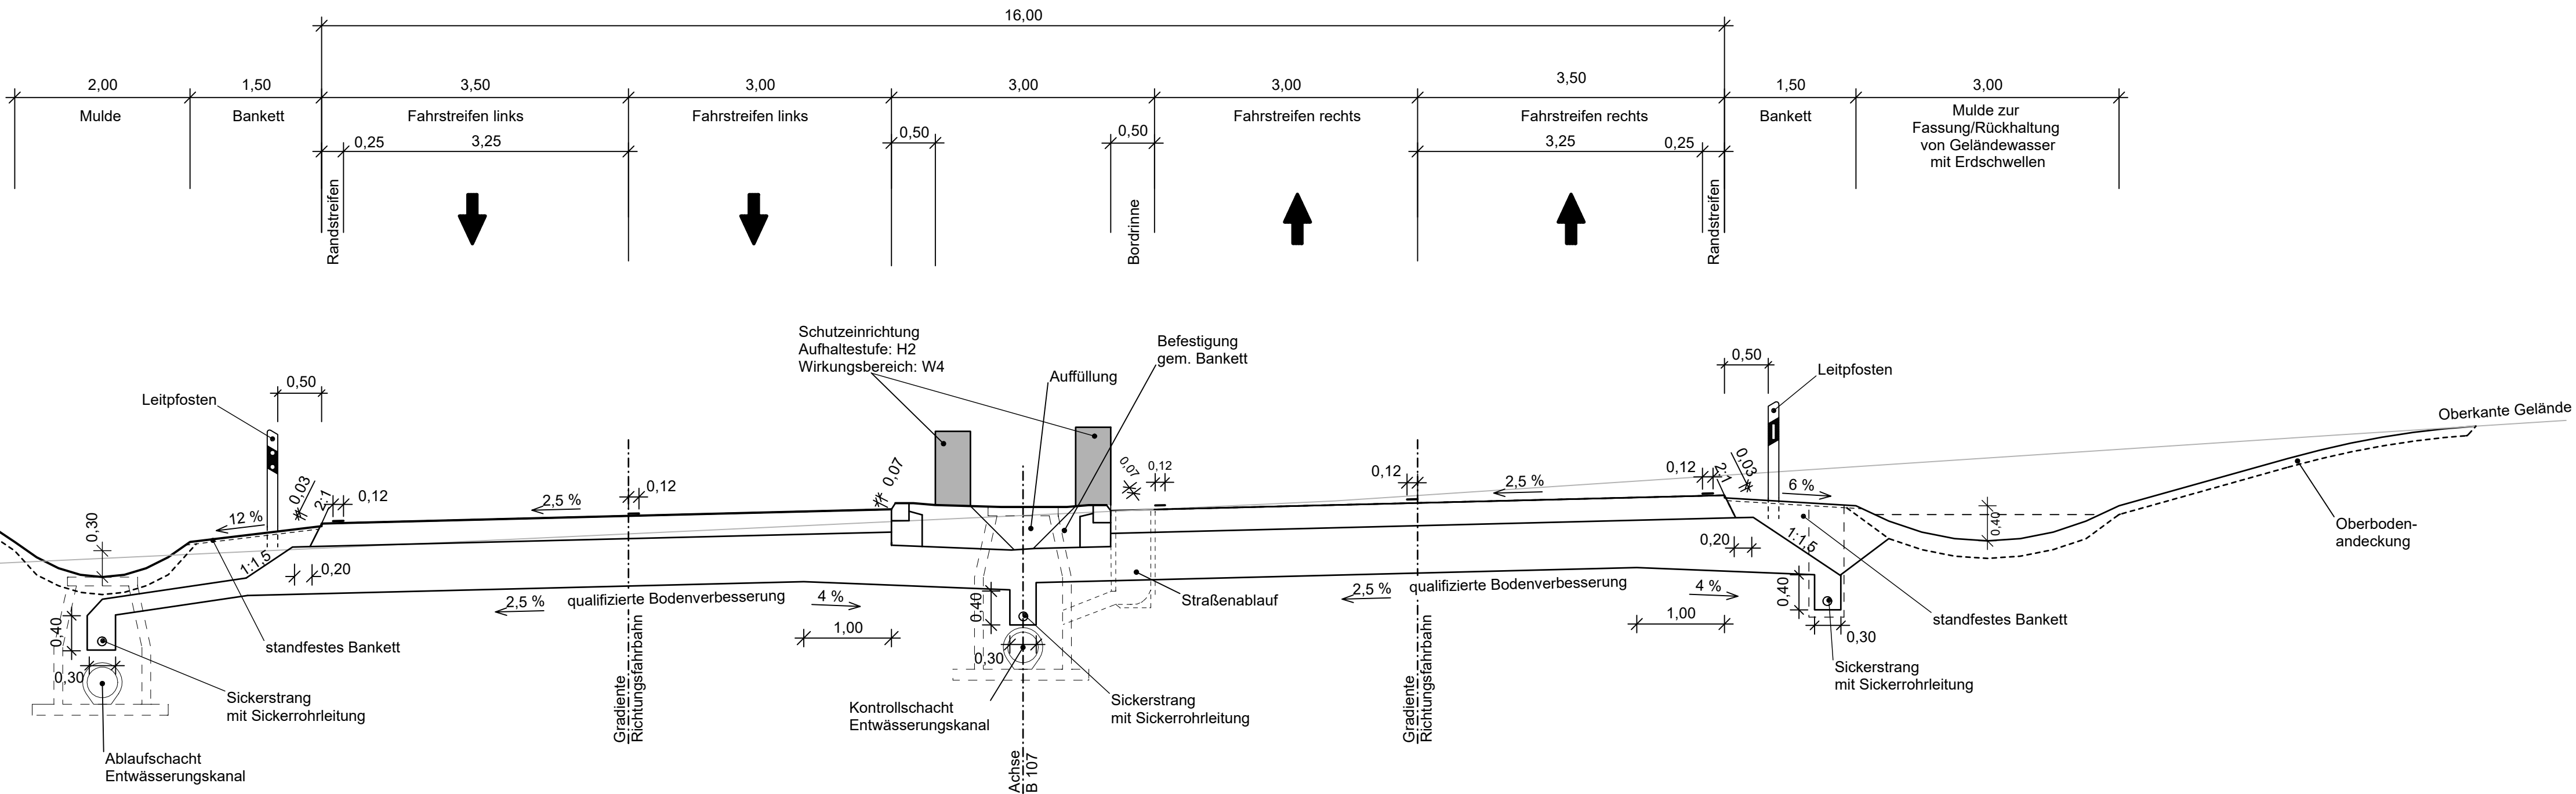 16,00
2,00
1,50
3,50
3,00
3,00
3,00
3,50
1,50
3,00
Mulde
Bankett
Fahrstreifen links
Fahrstreifen links
Fahrstreifen rechts
Fahrstreifen rechts
Bankett
Mulde zur
Fassung/Rückhaltung
von Geländewasser
mit Erdschwellen
0,25
3,25
0,50
0,50
3,25
0,25
Randstreifen
Bordrinne
Randstreifen
Schutzeinrichtung
Aufhaltestufe: H2
Wirkungsbereich: W4
Auffüllung
Befestigung
gem. Bankett
0,50
Leitpfosten
0,50
Leitpfosten
Oberkante Gelände
0,30
12 %
0,03
2:1
0,12
2,5 %
0,12
0,07
0,07
0,12
0,12
2,5 %
0,12
2:1
0,03
6 %
0,40
Oberboden-
andeckung
1:1,5
0,20
0,20
1:1,5
0,40
0,30
standfestes Bankett
Sickerstrang
mit Sickerrohrleitung
Ablaufschacht
Entwässerungskanal
2,5 %
qualifizierte Bodenverbesserung
4 %
1,00
0,40
0,30
Straßenablauf
Kontrollschacht
Entwässerungskanal
Sickerstrang
mit Sickerrohrleitung
2,5 %
qualifizierte Bodenverbesserung
4 %
1,00
0,40
0,30
standfestes Bankett
Sickerstrang
mit Sickerrohrleitung
Gradiente
Richtungsfahrbahn
Achse
B 107
Gradiente
Richtungsfahrbahn